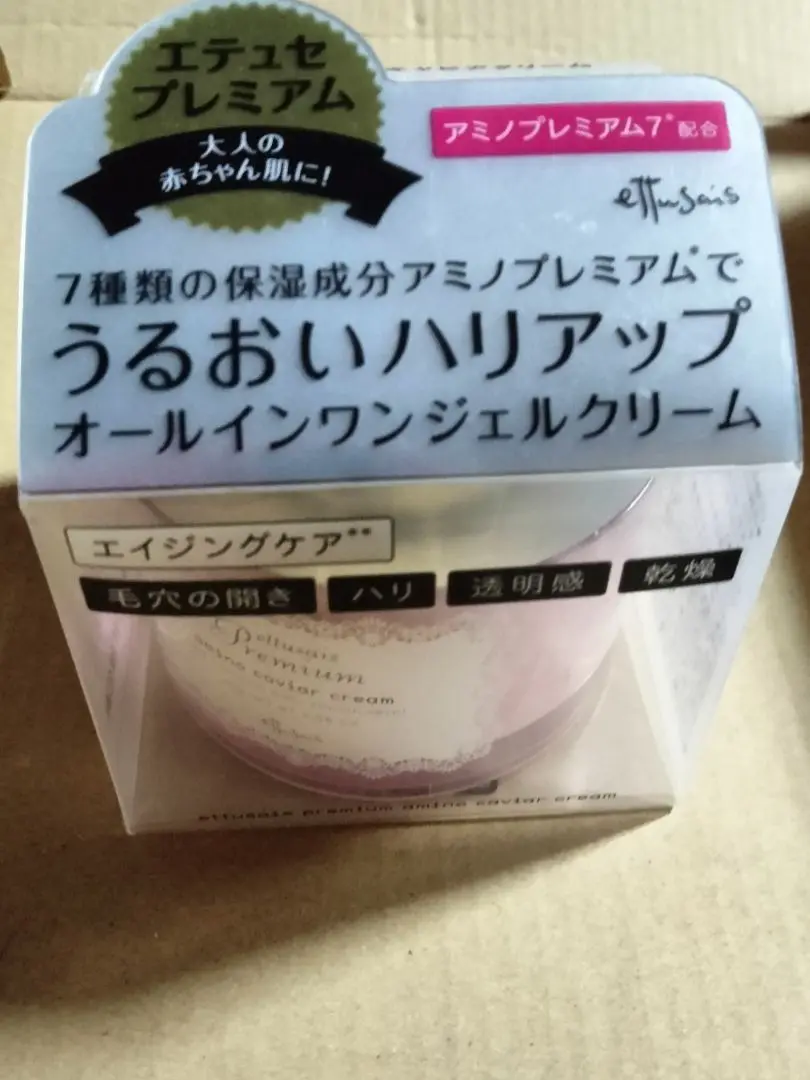 エテュセ
プレミアム
大人の
赤ちゃん肌に!
アミノプレミアム7*配合
ettusais
7種類の保湿成分アミノプレミアム*で
うるおいハリアップ
オールインワンジェルクリーム
エイジングケア**
毛穴の開き ハリ 透明感 乾燥
ettusais
Premium
amino caviar cream
ettusais
ettusais premium amino caviar cream